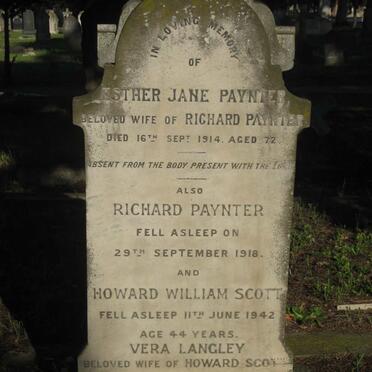 IN LOVING MEMORY
OF
ESTHER JANE PAYNTER
BELOVED WIFE OF RICHARD PAYNTER
DIED 16TH SEPT 1914. AGED 72
ABSENT FROM THE BODY PRESENT WITH THE LORD
ALSO
RICHARD PAYNTER
FELL ASLEEP ON
29TH SEPTEMBER 1918.
AND
HOWARD WILLIAM SCOTT
FELL ASLEEP 11TH JUNE 1942
AGE 44 YEARS.
VERA LANGLEY
BELOVED WIFE OF HOWARD SCOTT